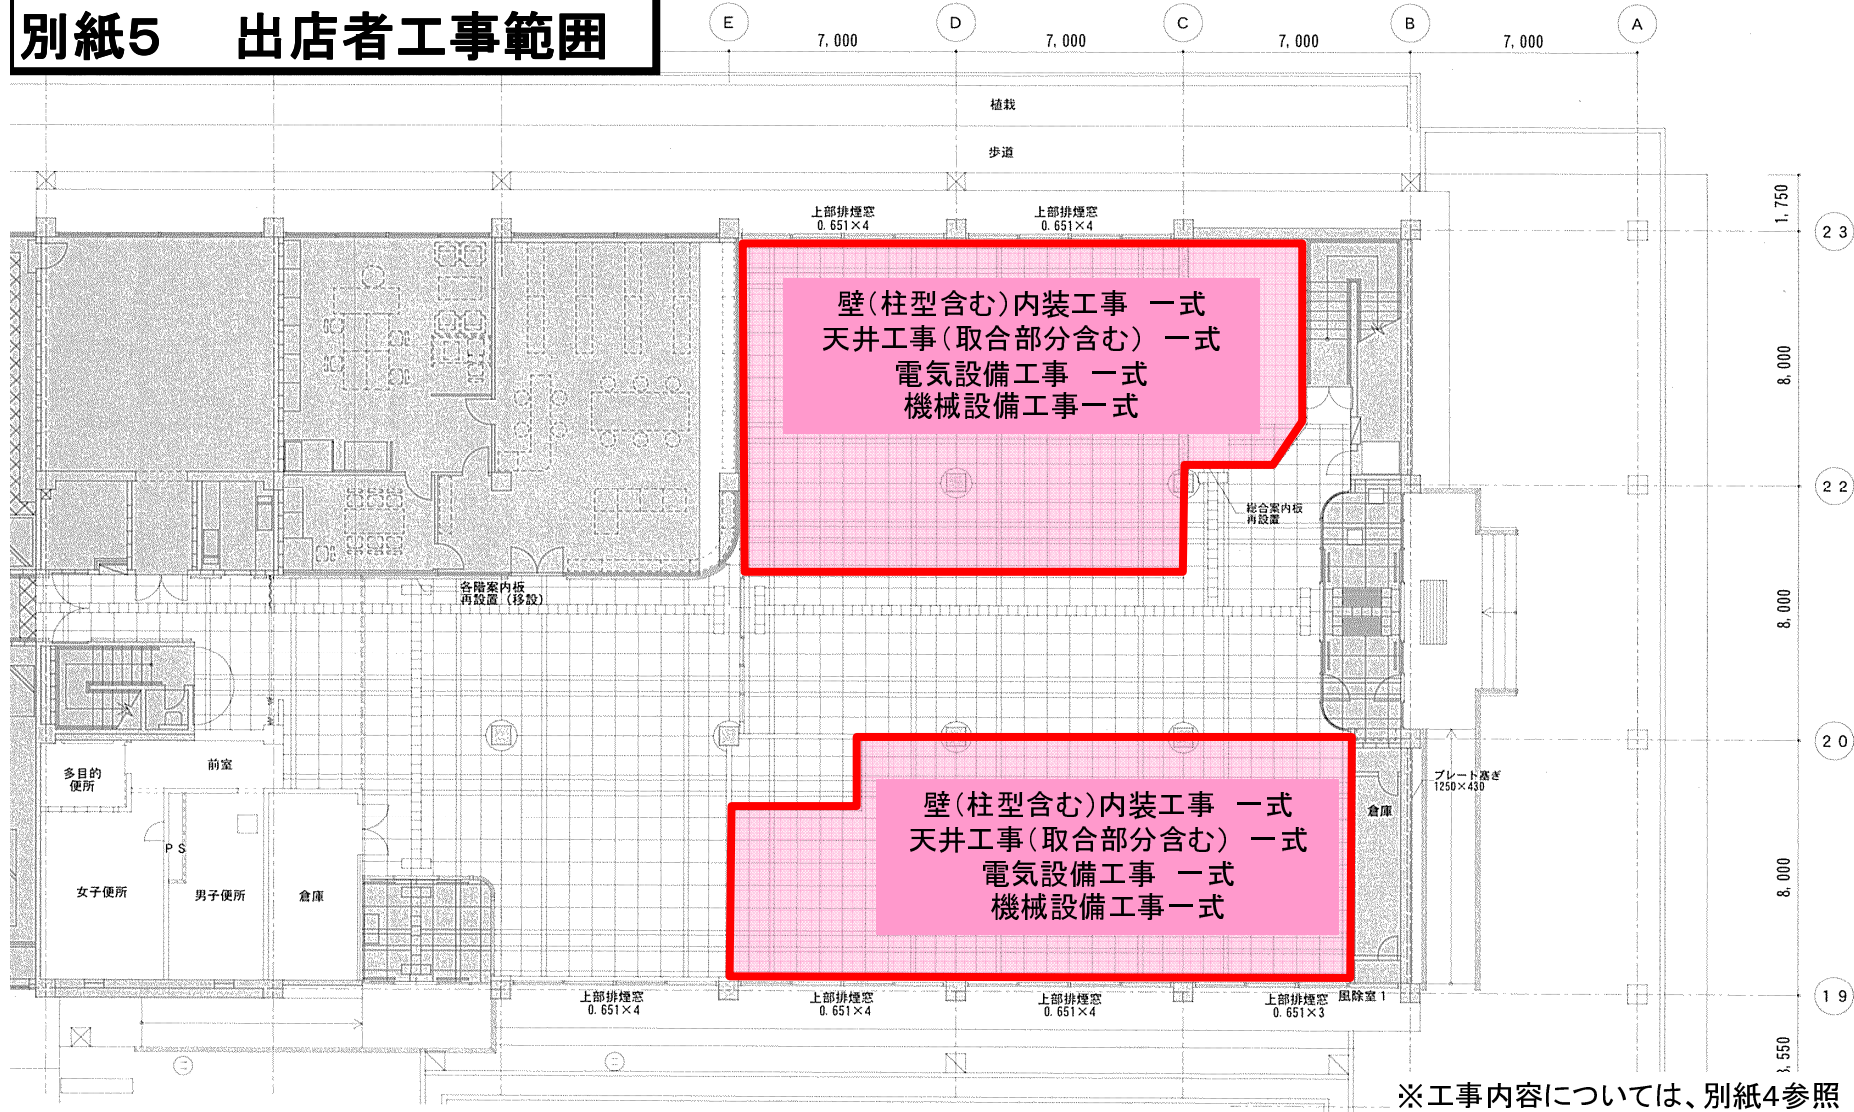 別紙5　出店者工事範囲
E
D
C
B
A
7,000
7,000
7,000
7,000
植栽
歩道
1,750
上部排煙窓
0.651×4
上部排煙窓
0.651×4
23
壁(柱型含む)内装工事　一式
天井工事(取合部分含む)　一式
電気設備工事　一式
機械設備工事一式
8,000
22
総合案内板
再設置
各階案内板
再設置(移設)
8,000
20
多目的
便所
前室
プレート塞ぎ
1250×430
壁(柱型含む)内装工事　一式
天井工事(取合部分含む)　一式
電気設備工事　一式
機械設備工事一式
倉庫
PS
女子便所
男子便所
倉庫
8,000
上部排煙窓
0.651×4
上部排煙窓
0.651×4
上部排煙窓
0.651×4
上部排煙窓
0.651×3
風除室1
19
※工事内容については、別紙4参照